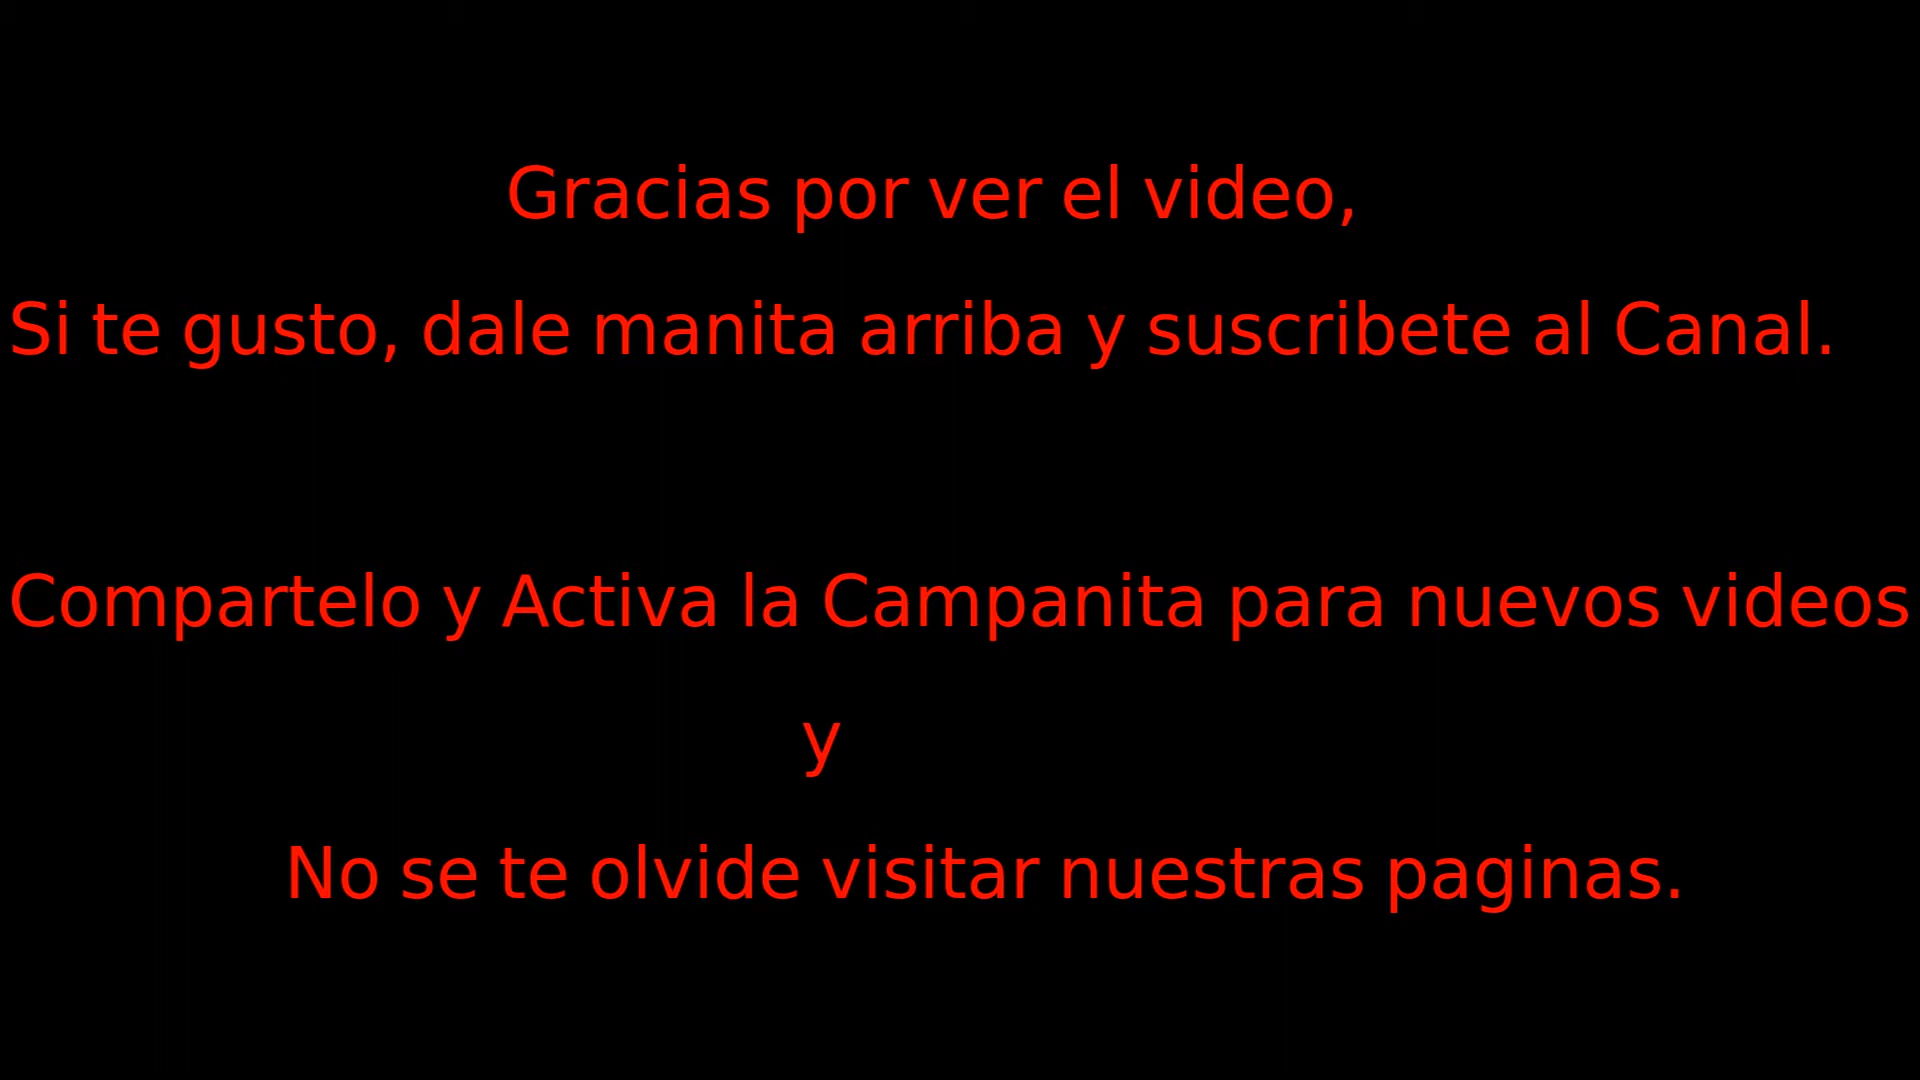 Gracias por ver el video,
Si te gusto, dale manita arriba y suscribete al Canal.
Compartelo y Activa la Campanita para nuevos videos
y
No se te olvide visitar nuestras paginas.